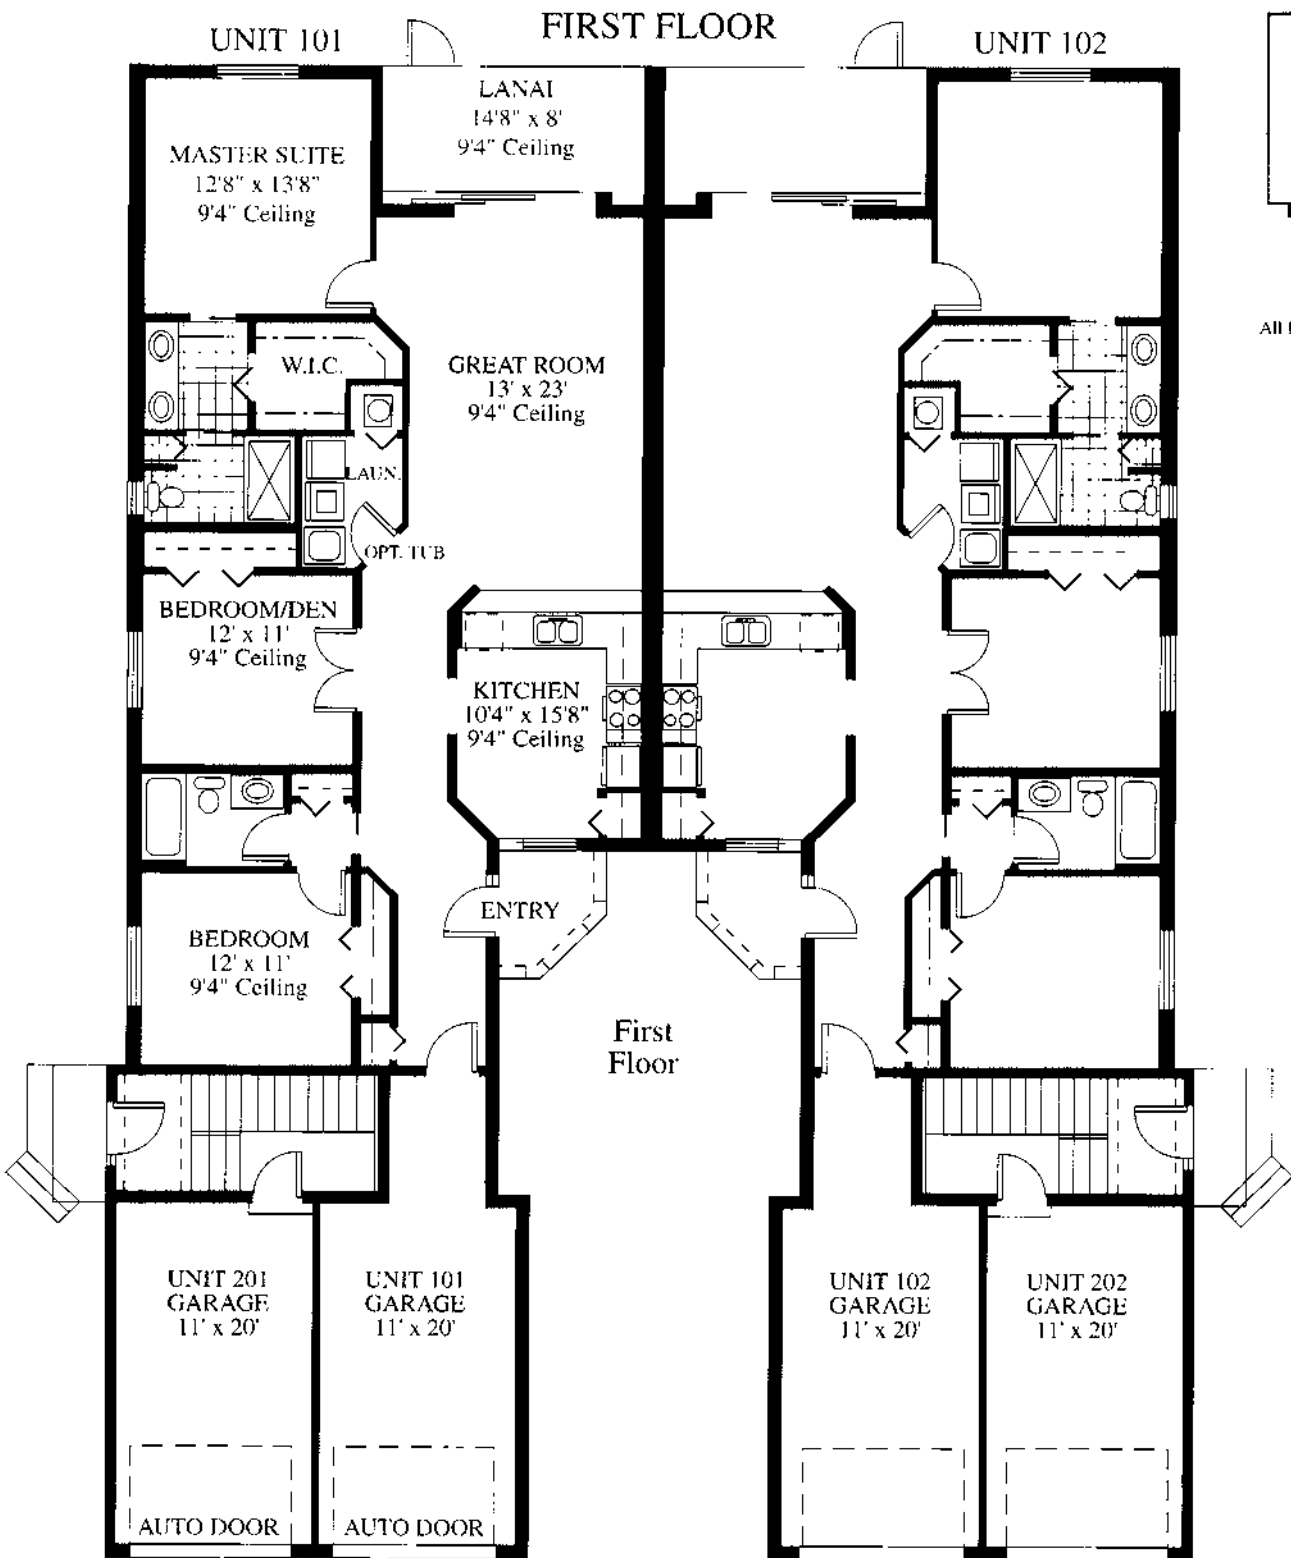 FIRST FLOOR
UNIT 101
UNIT 102
LANAI
14'8" x 8'
9'4" Ceiling
MASTER SUITE
12'8" x 13'8"
9'4" Ceiling
All
W.I.C.
GREAT ROOM
13' x 23'
9'4" Ceiling
LAUN.
OPT. TUB
BEDROOM/DEN
12' x 11'
9'4" Ceiling
KITCHEN
10'4" x 15'8"
9'4" Ceiling
ENTRY
BEDROOM
12' x 11'
9'4" Ceiling
First
Floor
UNIT 201
GARAGE
11' x 20'
UNIT 101
GARAGE
11' x 20'
UNIT 102
GARAGE
11' x 20'
UNIT 202
GARAGE
11' x 20'
AUTO DOOR
AUTO DOOR